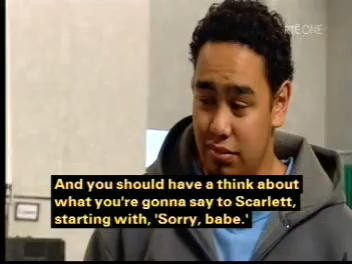 RTÉ ONE
And you should have a think about
what you're gonna say to Scarlett,
starting with, 'Sorry, babe.'